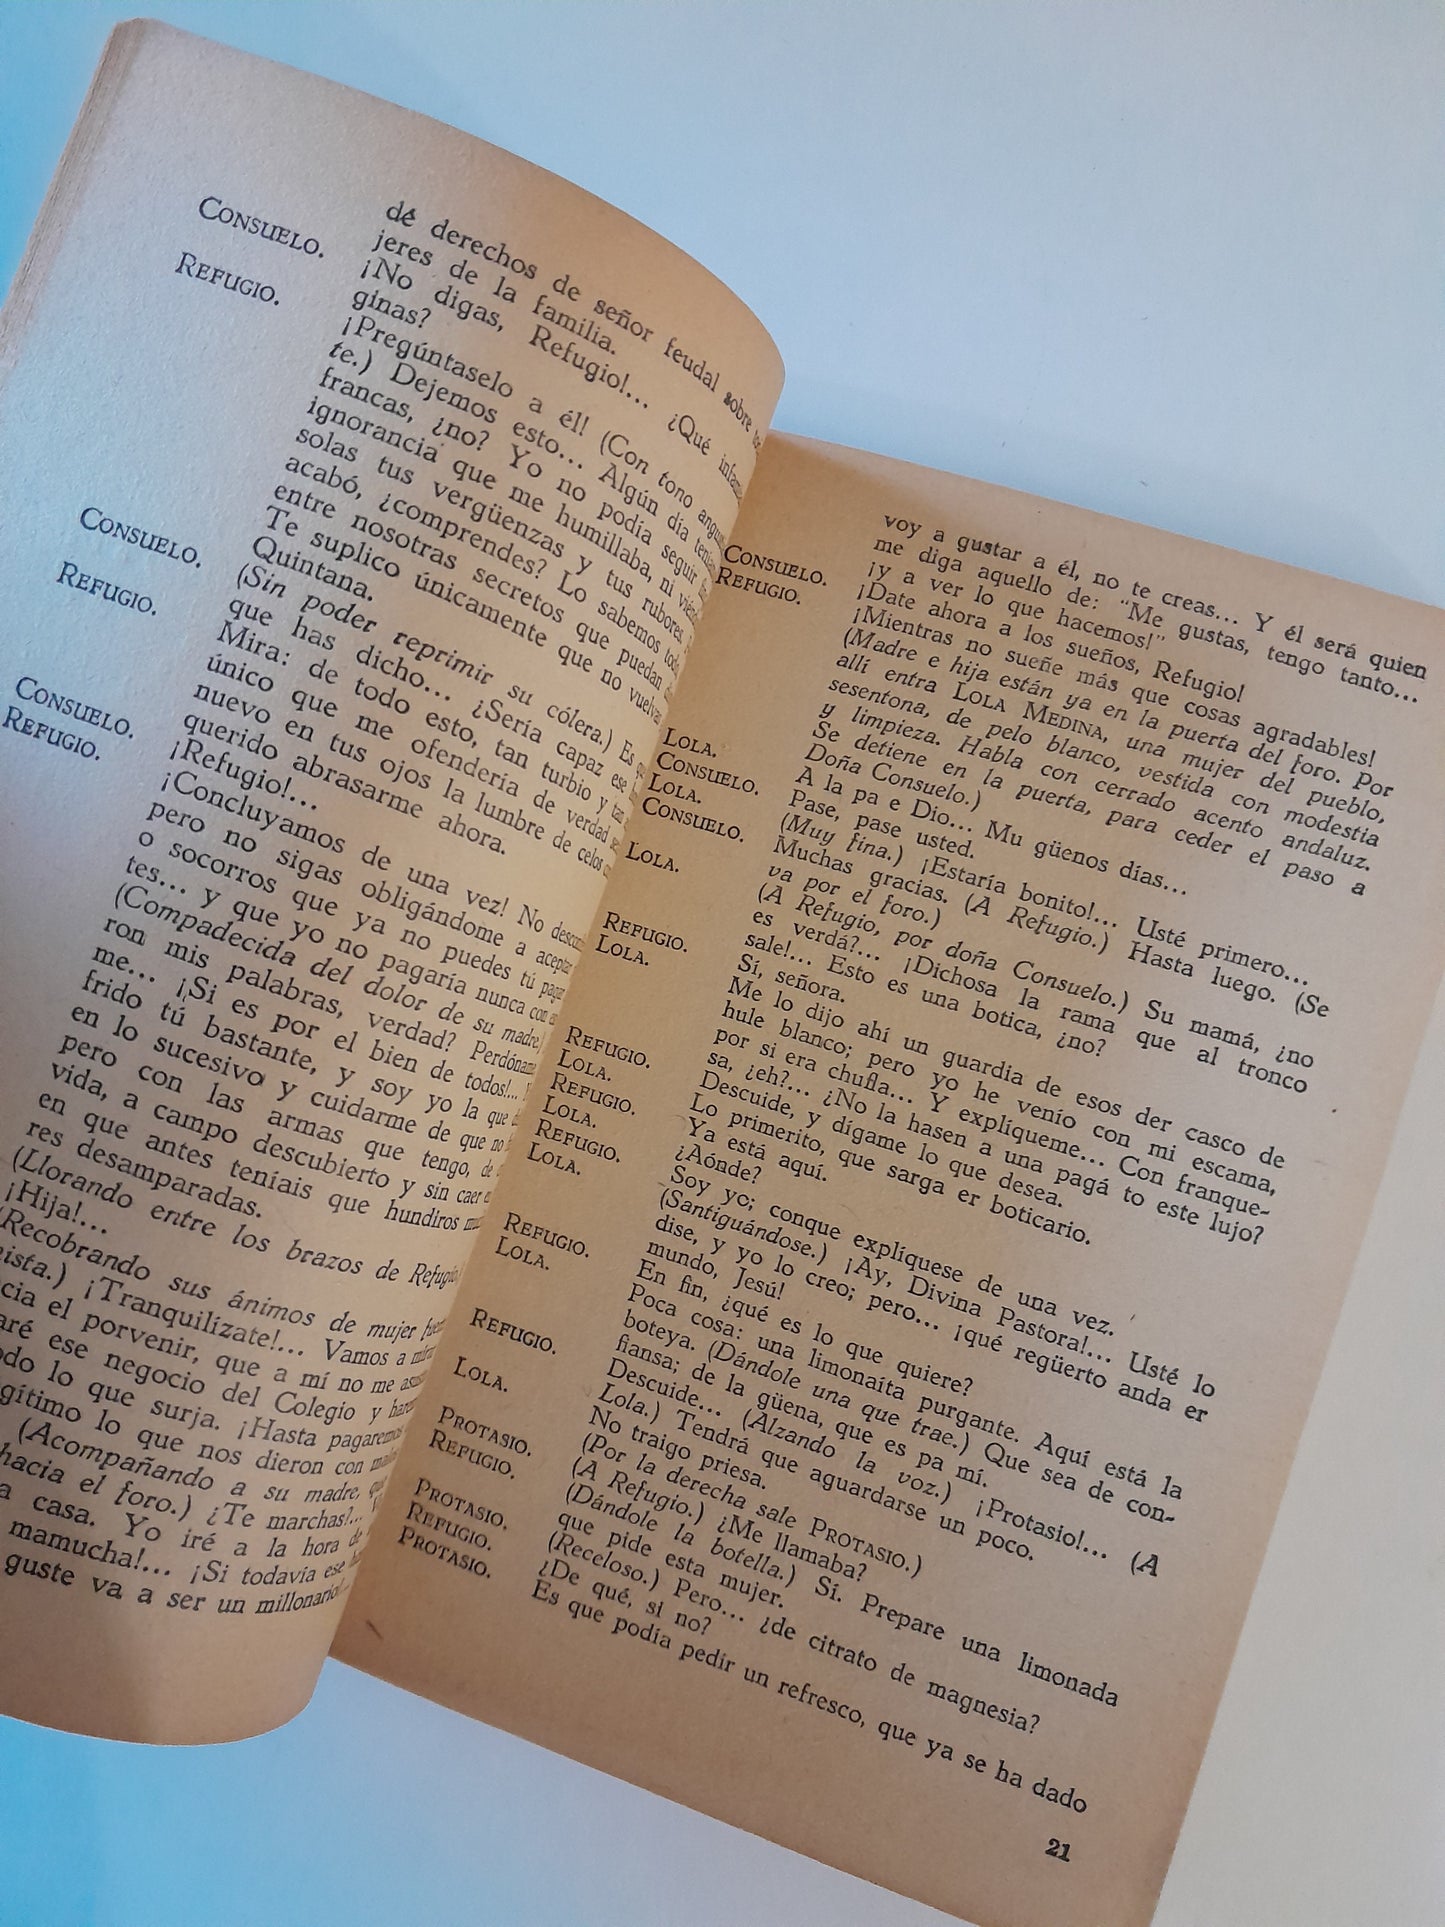 dé derechos de señor feudal sobre
jeres de la familia.
CONSUELO. ¡No digas, Refugio!... ¿Qué
ginas?
REFUGIO. ¡Pregúntaselo a él! (Con tono
te.) Dejemos esto... Algún día
francas, ¿no? Yo no podía seguir
ignorancia que me humillaba, ni
solas tus vergüenzas y tus rubores.
acabó, ¿comprendes? Lo sabemos
entre nosotras secretos que puedan
CONSUELO. Te suplico únicamente que no vuelvas
Quintana.
REFUGIO. (Sin poder reprimir su cólera.) Es
que has dicho... ¿Sería capaz ese
Mira: de todo esto, tan turbio y
único que me ofendería de verdad
nuevo en tus ojos la lumbre de celos
querido abrasarme ahora.
CONSUELO. ¡Refugio!...
REFUGIO. ¡Concluyamos de una vez! No
pero no sigas obligándome a aceptar
o socorros que ya no puedes tú
tes... y que yo no pagaría nunca con
(Compadecida del dolor de su madre.)
ron mis palabras, verdad? Perdóname
me... ¡Si es por el bien de todos!...
frido tú bastante, y soy yo la que
en lo sucesivo y cuidarme de que no
pero con las armas que tengo, de
vida, a campo descubierto y sin caer
en que antes teníais que hundiros
res desamparadas.
(Llorando entre los brazos de Refugio.)
¡Hija!...
(Recobrando sus ánimos de mujer
¡Tranquilízate!... Vamos a
cia el porvenir, que a mí no me
aré ese negocio del Colegio y
odo lo que surja. ¡Hasta pagaremos
lo que nos dieron con
(Acompañando a su madre,
hacia el foro.) ¿Te marchas?...
a casa. Yo iré a la hora de
mamucha!... ¡Si todavía ese
guste va a ser un
voy a gustar a él, no te creas... Y él será quien
me diga aquello de: "Me gustas, tengo tanto...
¡y a ver lo que hacemos!"
CONSUELO. ¡Date ahora a los sueños, Refugio!
REFUGIO. ¡Mientras no sueñe más que cosas agradables!
(Madre e hija están ya en la puerta del foro. Por
allí entra LOLA MEDINA, una mujer del pueblo,
sesentona, de pelo blanco, vestida con modestia
y limpieza. Habla con cerrado acento andaluz.
Se detiene en la puerta, para ceder el paso a
Doña Consuelo.)
LOLA. A la pa e Dio... Mu güenos días...
CONSUELO. Pase, pase usted.
LOLA. (Muy fina.) ¡Estaría bonito!... Usté primero...
CONSUELO. Muchas gracias. (A Refugio.) Hasta luego. (Se
va por el foro.)
LOLA. (A Refugio, por doña Consuelo.) Su mamá, ¿no
es verdá?... ¡Dichosa la rama que al tronco
sale!... Esto es una botica, ¿no?
REFUGIO. Sí, señora.
LOLA. Me lo dijo ahí un guardia de esos der casco de
hule blanco; pero yo he venío con mi escama,
por si era chufla... Y explíqueme... Con franque-
sa, ¿eh?... ¿No la hasen a una pagá to este lujo?
REFUGIO. Descuide, y dígame lo que desea.
LOLA. Lo primerito, que sarga er boticario.
REFUGIO. Ya está aquí.
LOLA. ¿Aónde?
REFUGIO. Soy yo; conque explíquese de una vez.
LOLA. (Santiguándose.) ¡Ay, Divina Pastora!... Usté lo
dise, y yo lo creo; pero... ¡qué regüerto anda er
mundo, Jesú!
REFUGIO. En fin, ¿qué es lo que quiere?
LOLA. Poca cosa: una limonaíta purgante. Aquí está la
boteya. (Dándole una que trae.) Que sea de con-
fiansa; de la güena, que es pa mí.
REFUGIO. Descuide... (Alzando la voz.) ¡Protasio!... (A
Lola.) Tendrá que aguardarse un poco.
LOLA. No traigo priesa.
(Por la derecha sale PROTASIO.)
PROTASIO. (A Refugio.) ¿Me llamaba?
REFUGIO. (Dándole la botella.) Sí. Prepare una limonada
que pide esta mujer.
PROTASIO. (Receloso.) Pero... ¿de citrato de magnesia?
REFUGIO. ¿De qué, si no?
PROTASIO. Es que podía pedir un refresco, que ya se ha dado
21